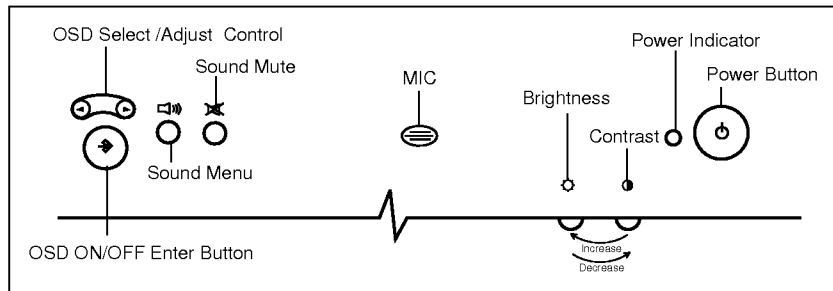 OSD Select /Adjust Control
Sound Mute
MIC
Power Indicator
Power Button
Brightness
Contrast
Sound Menu
OSD ON/OFF Enter Button
Increase
Decrease